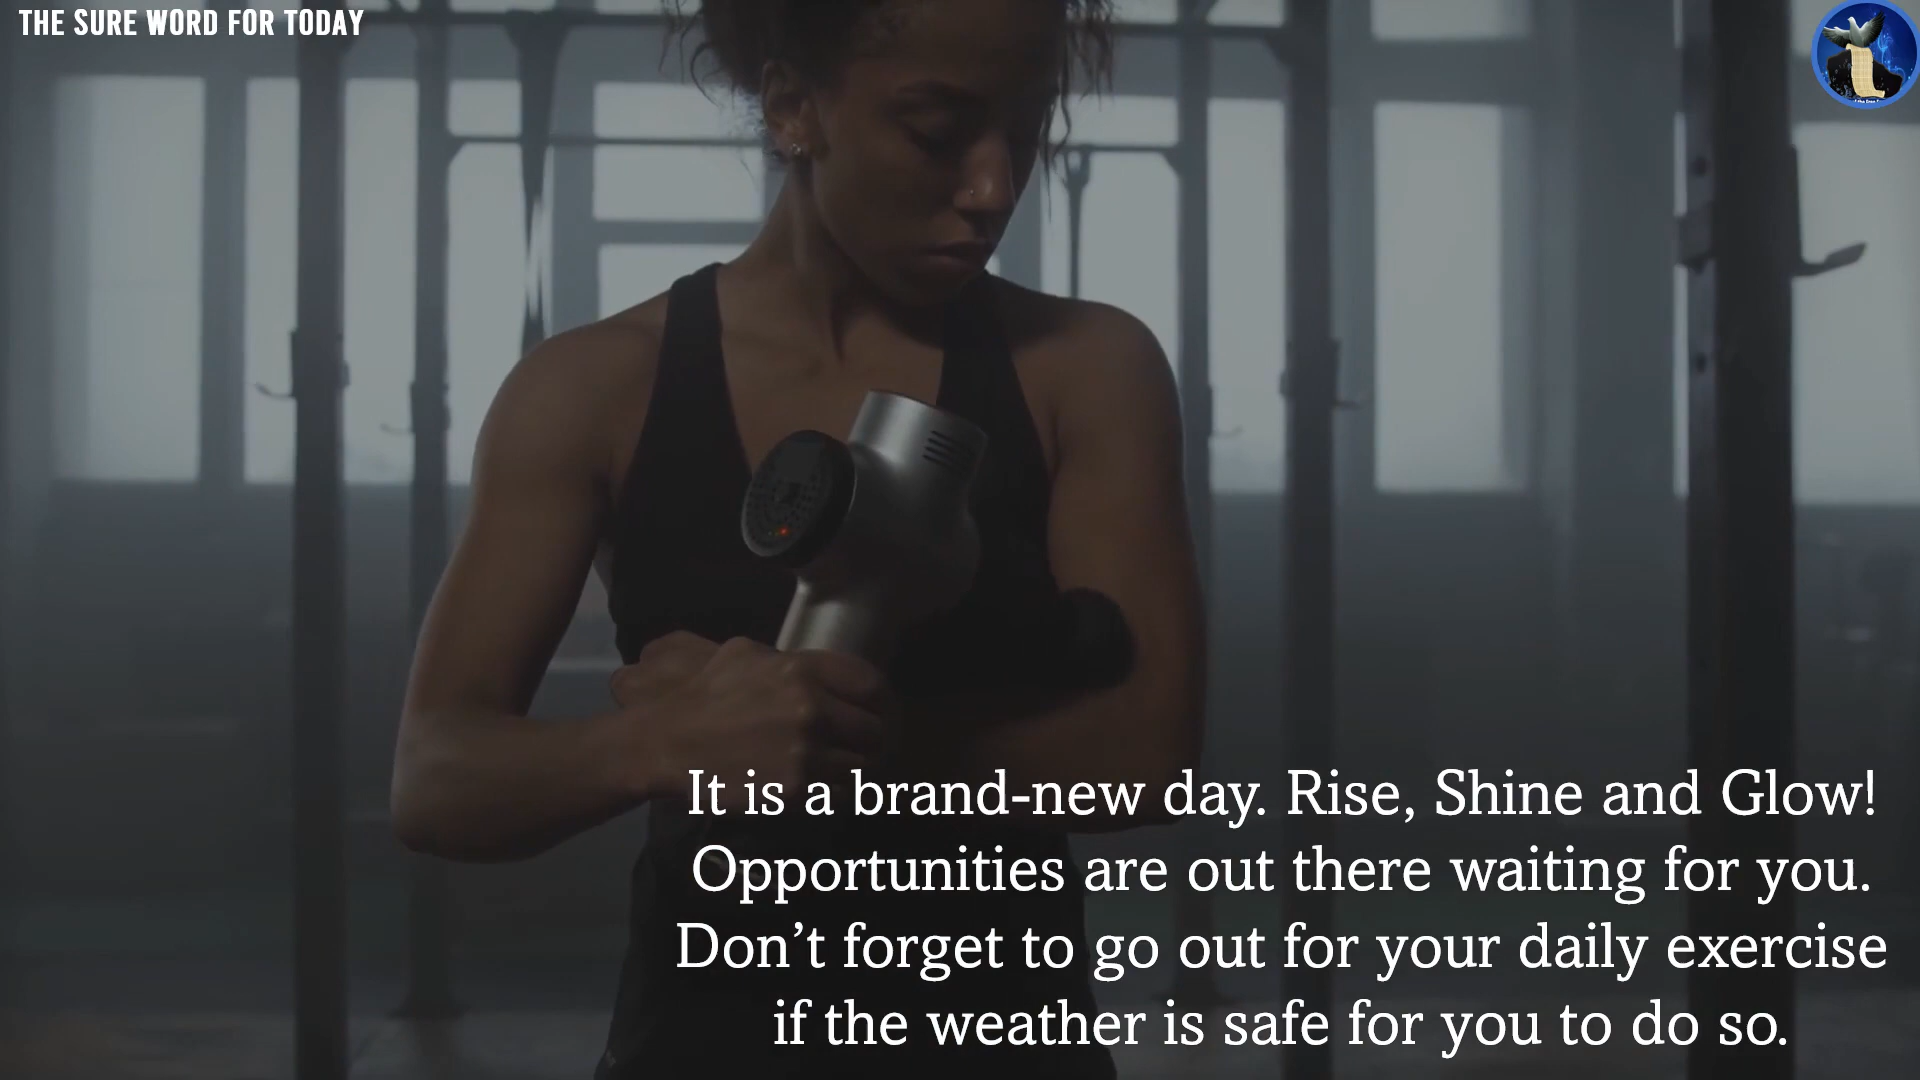 THE SURE WORD FOR TODAY
It is a brand-new day. Rise, Shine and Glow!
Opportunities are out there waiting for you.
Don’t forget to go out for your daily exercise
if the weather is safe for you to do so.